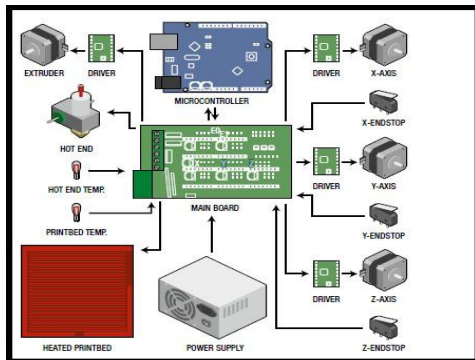 EXTRUDER
DRIVER
MICROCONTROLLER
DRIVER
X-AXIS
HOT END
X-ENDSTOP
HOT END TEMP.
MAIN BOARD
DRIVER
Y-AXIS
PRINTBED TEMP.
Y-ENDSTOP
DRIVER
Z-AXIS
HEATED PRINTBED
POWER SUPPLY
Z-ENDSTOP